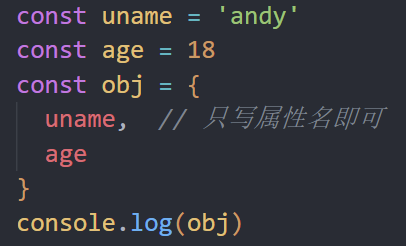 const uname = 'andy'
const age = 18
const obj = {
  uname,  // 只写属性名即可
  age
}
console.log(obj)